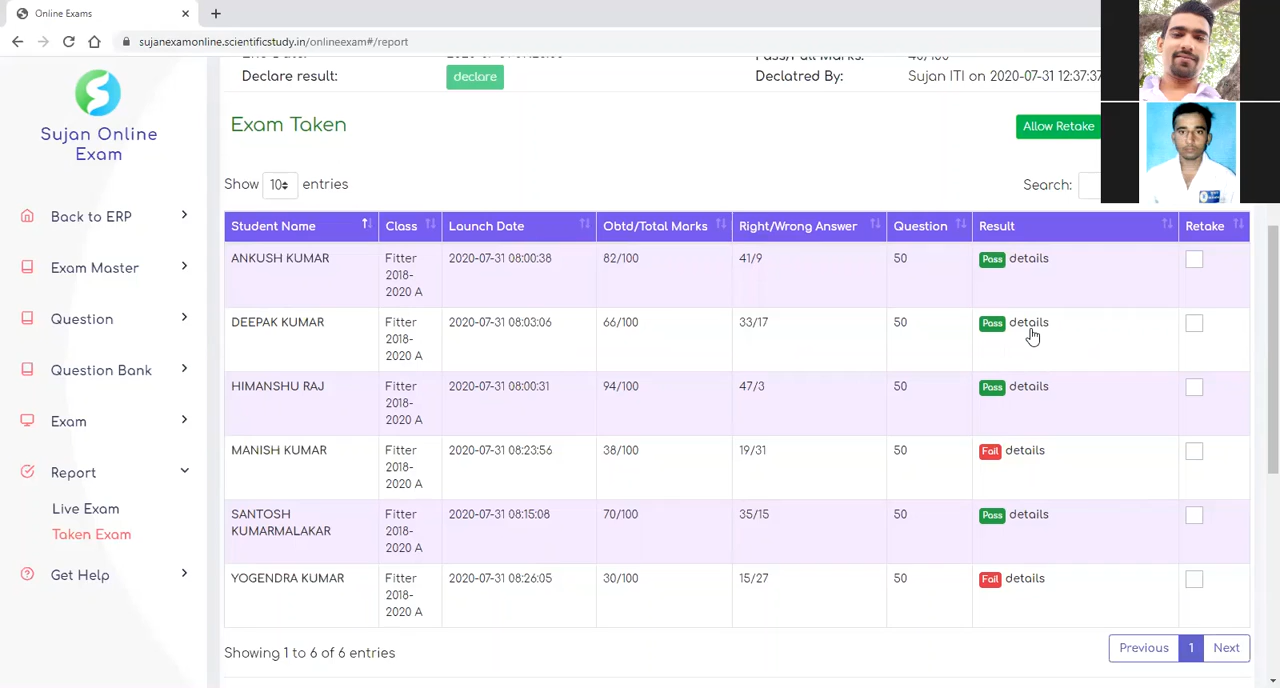 Online Exams
sujanexamonline.scientificstudy.in/onlineexam#/report
Declare result: declare Declatred By: Sujan ITI on 2020-07-31 12:37:37
Sujan Online
Exam
Back to ERP
Exam Master
Question
Question Bank
Exam
Report
Live Exam
Taken Exam
Get Help
Exam Taken Allow Retake
Show 10 entries Search:
Student Name Class Launch Date Obtd/Total Marks Right/Wrong Answer Question Result Retake
ANKUSH KUMAR Fitter 2018-07-31 08:00:38 82/100 41/9 50 Pass details
2018-
2020 A
DEEPAK KUMAR Fitter 2020-07-31 08:03:06 66/100 33/17 50 Pass details
2018-
2020 A
HIMANSHU RAJ Fitter 2020-07-31 08:00:31 94/100 47/3 50 Pass details
2018-
2020 A
MANISH KUMAR Fitter 2020-07-31 08:23:56 38/100 19/31 50 Fail details
2018-
2020 A
SANTOSH Fitter 2020-07-31 08:15:08 70/100 35/15 50 Pass details
KUMARMALAKAR 2018-
2020 A
YOGENDRA KUMAR Fitter 2020-07-31 08:26:05 30/100 15/27 50 Fail details
2018-
2020 A
Showing 1 to 6 of 6 entries Previous 1 Next